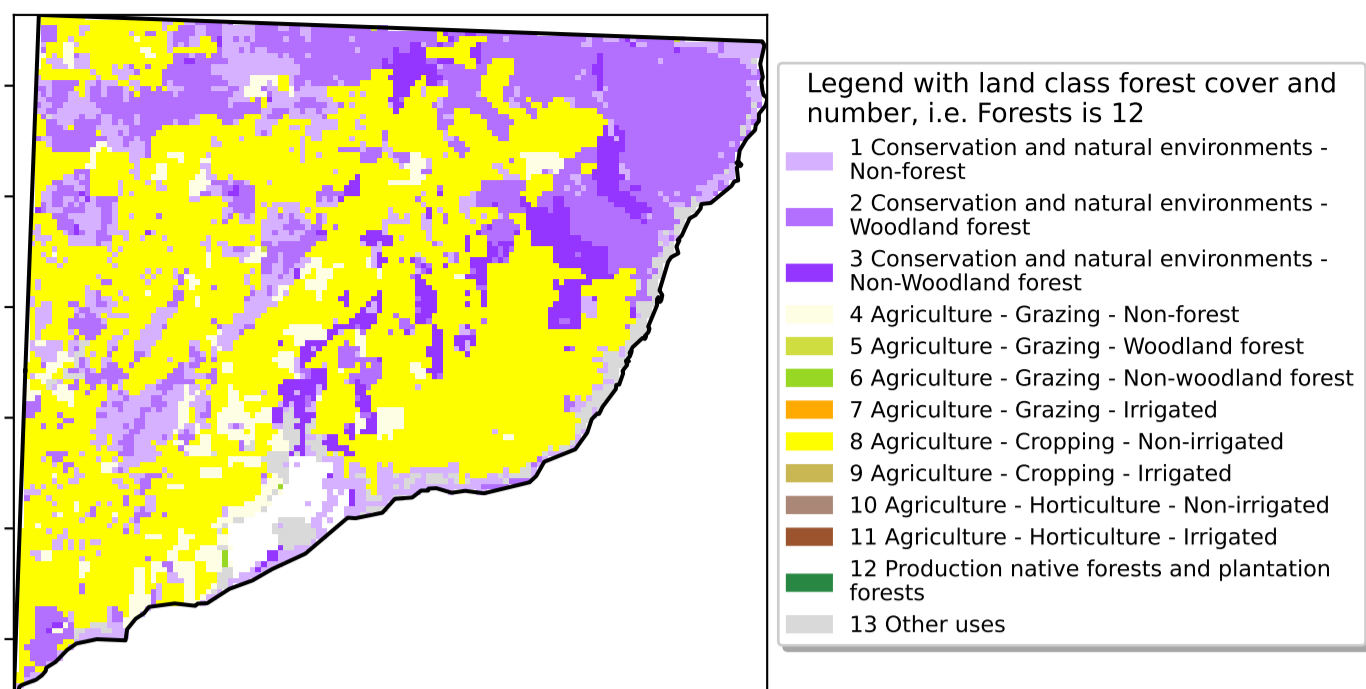 Legend with land class forest cover and
number, i.e. Forests is 12
1 Conservation and natural environments -
Non-forest
2 Conservation and natural environments -
Woodland forest
3 Conservation and natural environments -
Non-Woodland forest
4 Agriculture - Grazing - Non-forest
5 Agriculture - Grazing - Woodland forest
6 Agriculture - Grazing - Non-woodland forest
7 Agriculture - Grazing - Irrigated
8 Agriculture - Cropping - Non-irrigated
9 Agriculture - Cropping - Irrigated
10 Agriculture - Horticulture - Non-irrigated
11 Agriculture - Horticulture - Irrigated
12 Production native forests and plantation
forests
13 Other uses